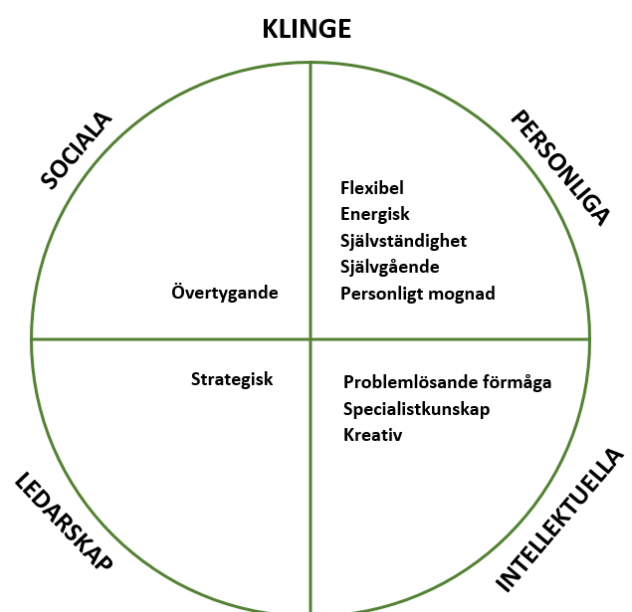 KLINGE
SOCIALA
PERSONLIGA
Flexibel
Energisk
Självständighet
Självgående
Personligt mognad
Övertygande
Strategisk
Problemlösande förmåga
Specialistkunskap
Kreativ
LEDARSKAP
INTELLEKTUELLA